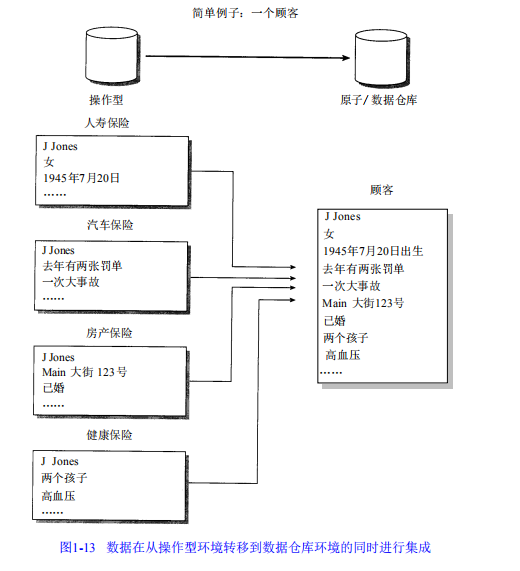 简单例子：一个顾客
操作型
原子/数据仓库
人寿保险
J Jones
女
1945年7月20日
……
汽车保险
J Jones
去年有两张罚单
一次大事故
……
房产保险
J Jones
Main 大街 123号
已婚
……
健康保险
J Jones
两个孩子
高血压
……
顾客
J Jones
女
1945年7月20日出生
去年有两张罚单
一次大事故
Main 大街123号
已婚
两个孩子
高血压
……
图1-13 数据在从操作型环境转移到数据仓库环境的同时进行集成